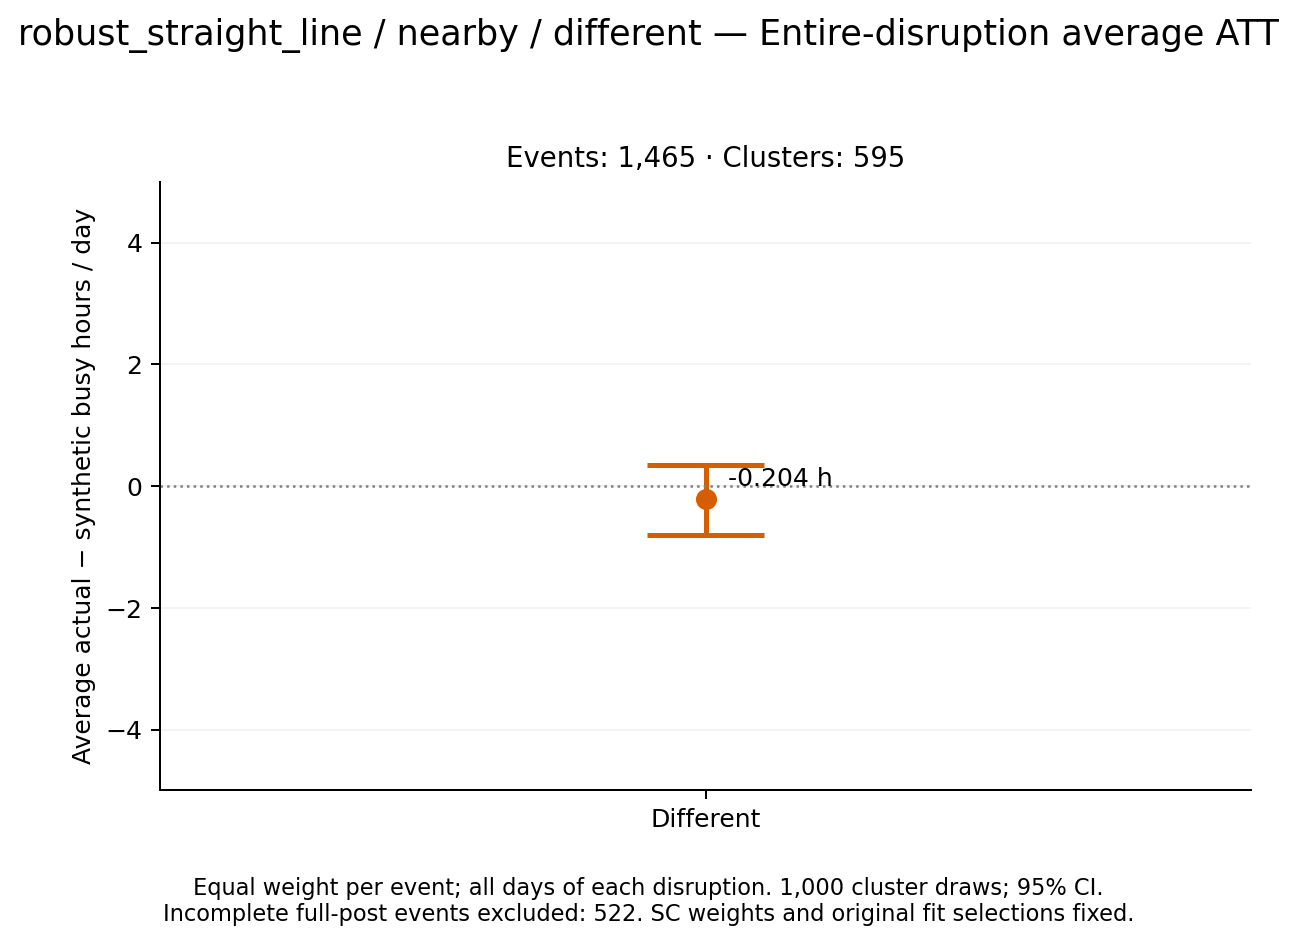 robust_straight_line / nearby / different — Entire-disruption average ATT
Events: 1,465 · Clusters: 595
Average actual − synthetic busy hours / day
4
2
0
−2
−4
-0.204 h
Different
Equal weight per event; all days of each disruption. 1,000 cluster draws; 95% CI.
Incomplete full-post events excluded: 522. SC weights and original fit selections fixed.